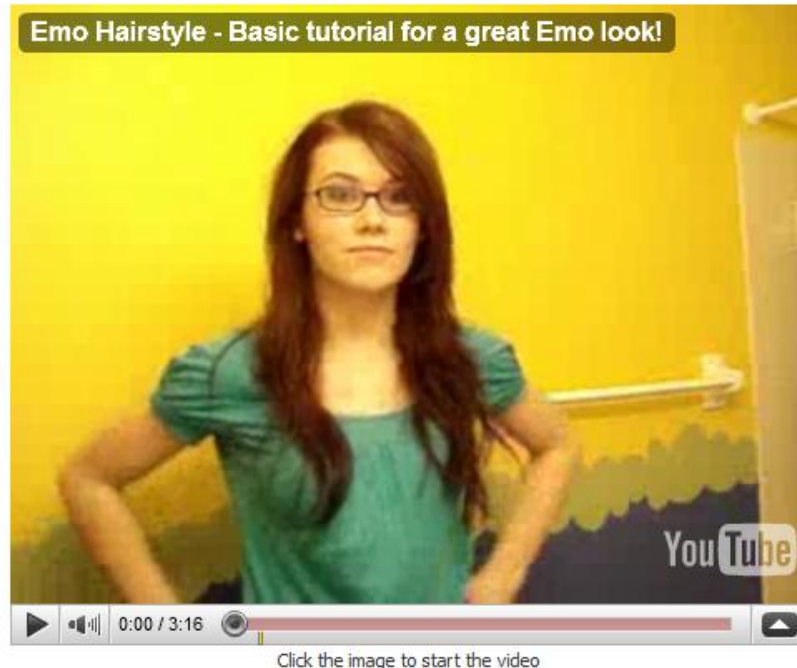 Emo Hairstyle - Basic tutorial for a great Emo look!
YouTube
0:00 / 3:16
Click the image to start the video